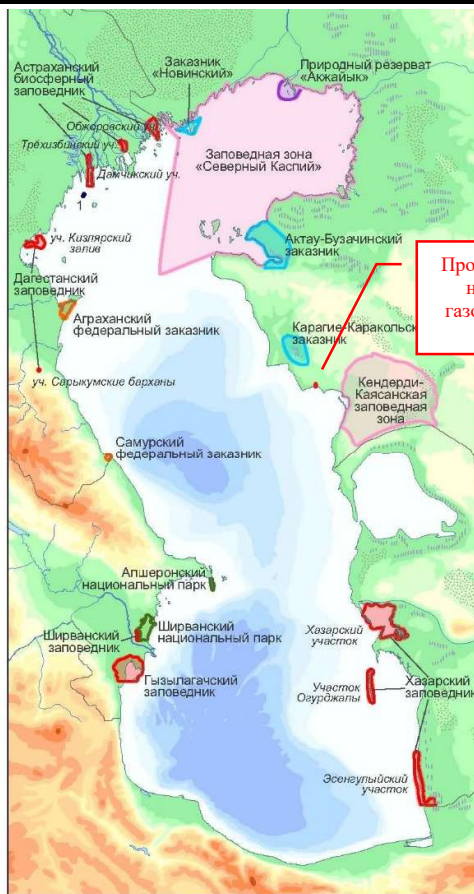 Астраханский
биосферный
заповедник
Заказник
«Новинский»
Природный резерват
«Акжайык»
Обжоровский уч.
Трёхизбинский уч.
Дамчикский уч.
Заповедная зона
«Северный Каспий»
1
уч. Кизлярский
залив
Актау-Бузачинский
заказник
Дагестанский
заповедник
Аграханский
федеральный заказник
Карагие-Каракольск
заказник
уч. Сарыкумские барханы
Кендерли-
Каясанская
заповедная
зона
Самурский
федеральный заказник
Апшеронский
национальный парк
Ширванский
национальный парк
Ширванский
заповедник
Гызылагачский
заповедник
Хазарский
участок
Участок
Огурджалы
Хазарский
заповедник
Эсенгулыйский
участок